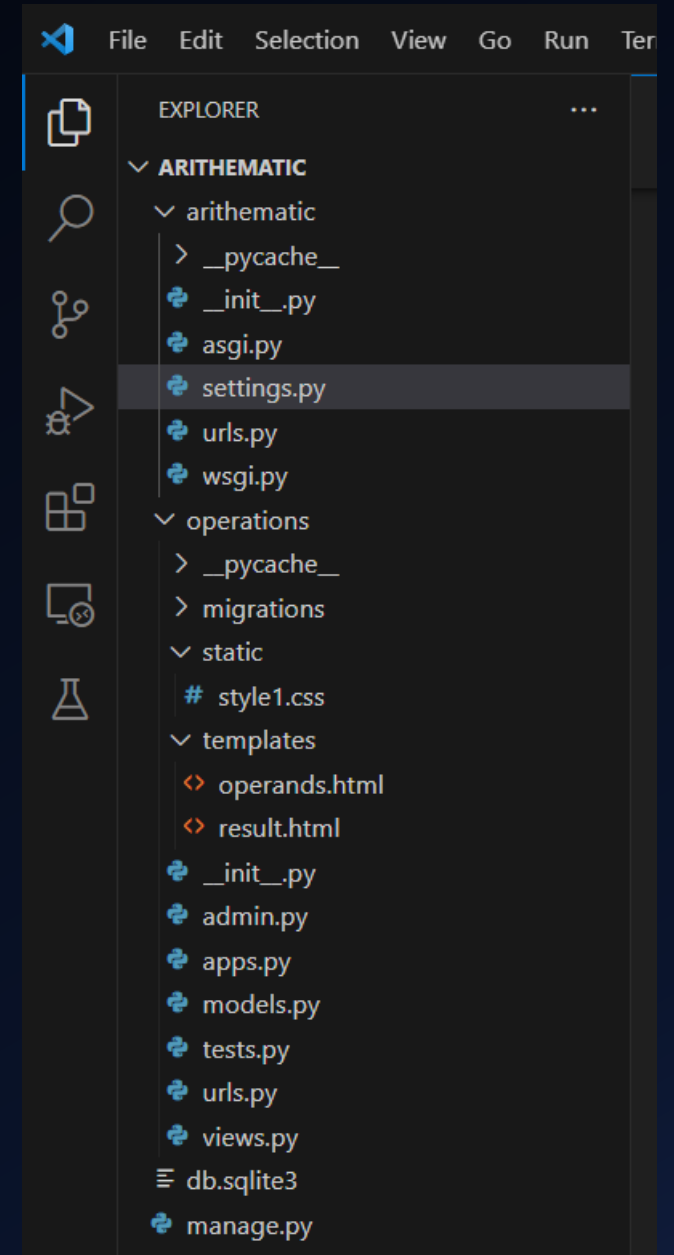 File Edit Selection View Go Run Ter
EXPLORER ...
ARITHEMATIC
arithematic
__pycache__
__init__.py
asgi.py
settings.py
urls.py
wsgi.py
operations
__pycache__
migrations
static
# style1.css
templates
<> operands.html
<> result.html
__init__.py
admin.py
apps.py
models.py
tests.py
urls.py
views.py
db.sqlite3
manage.py